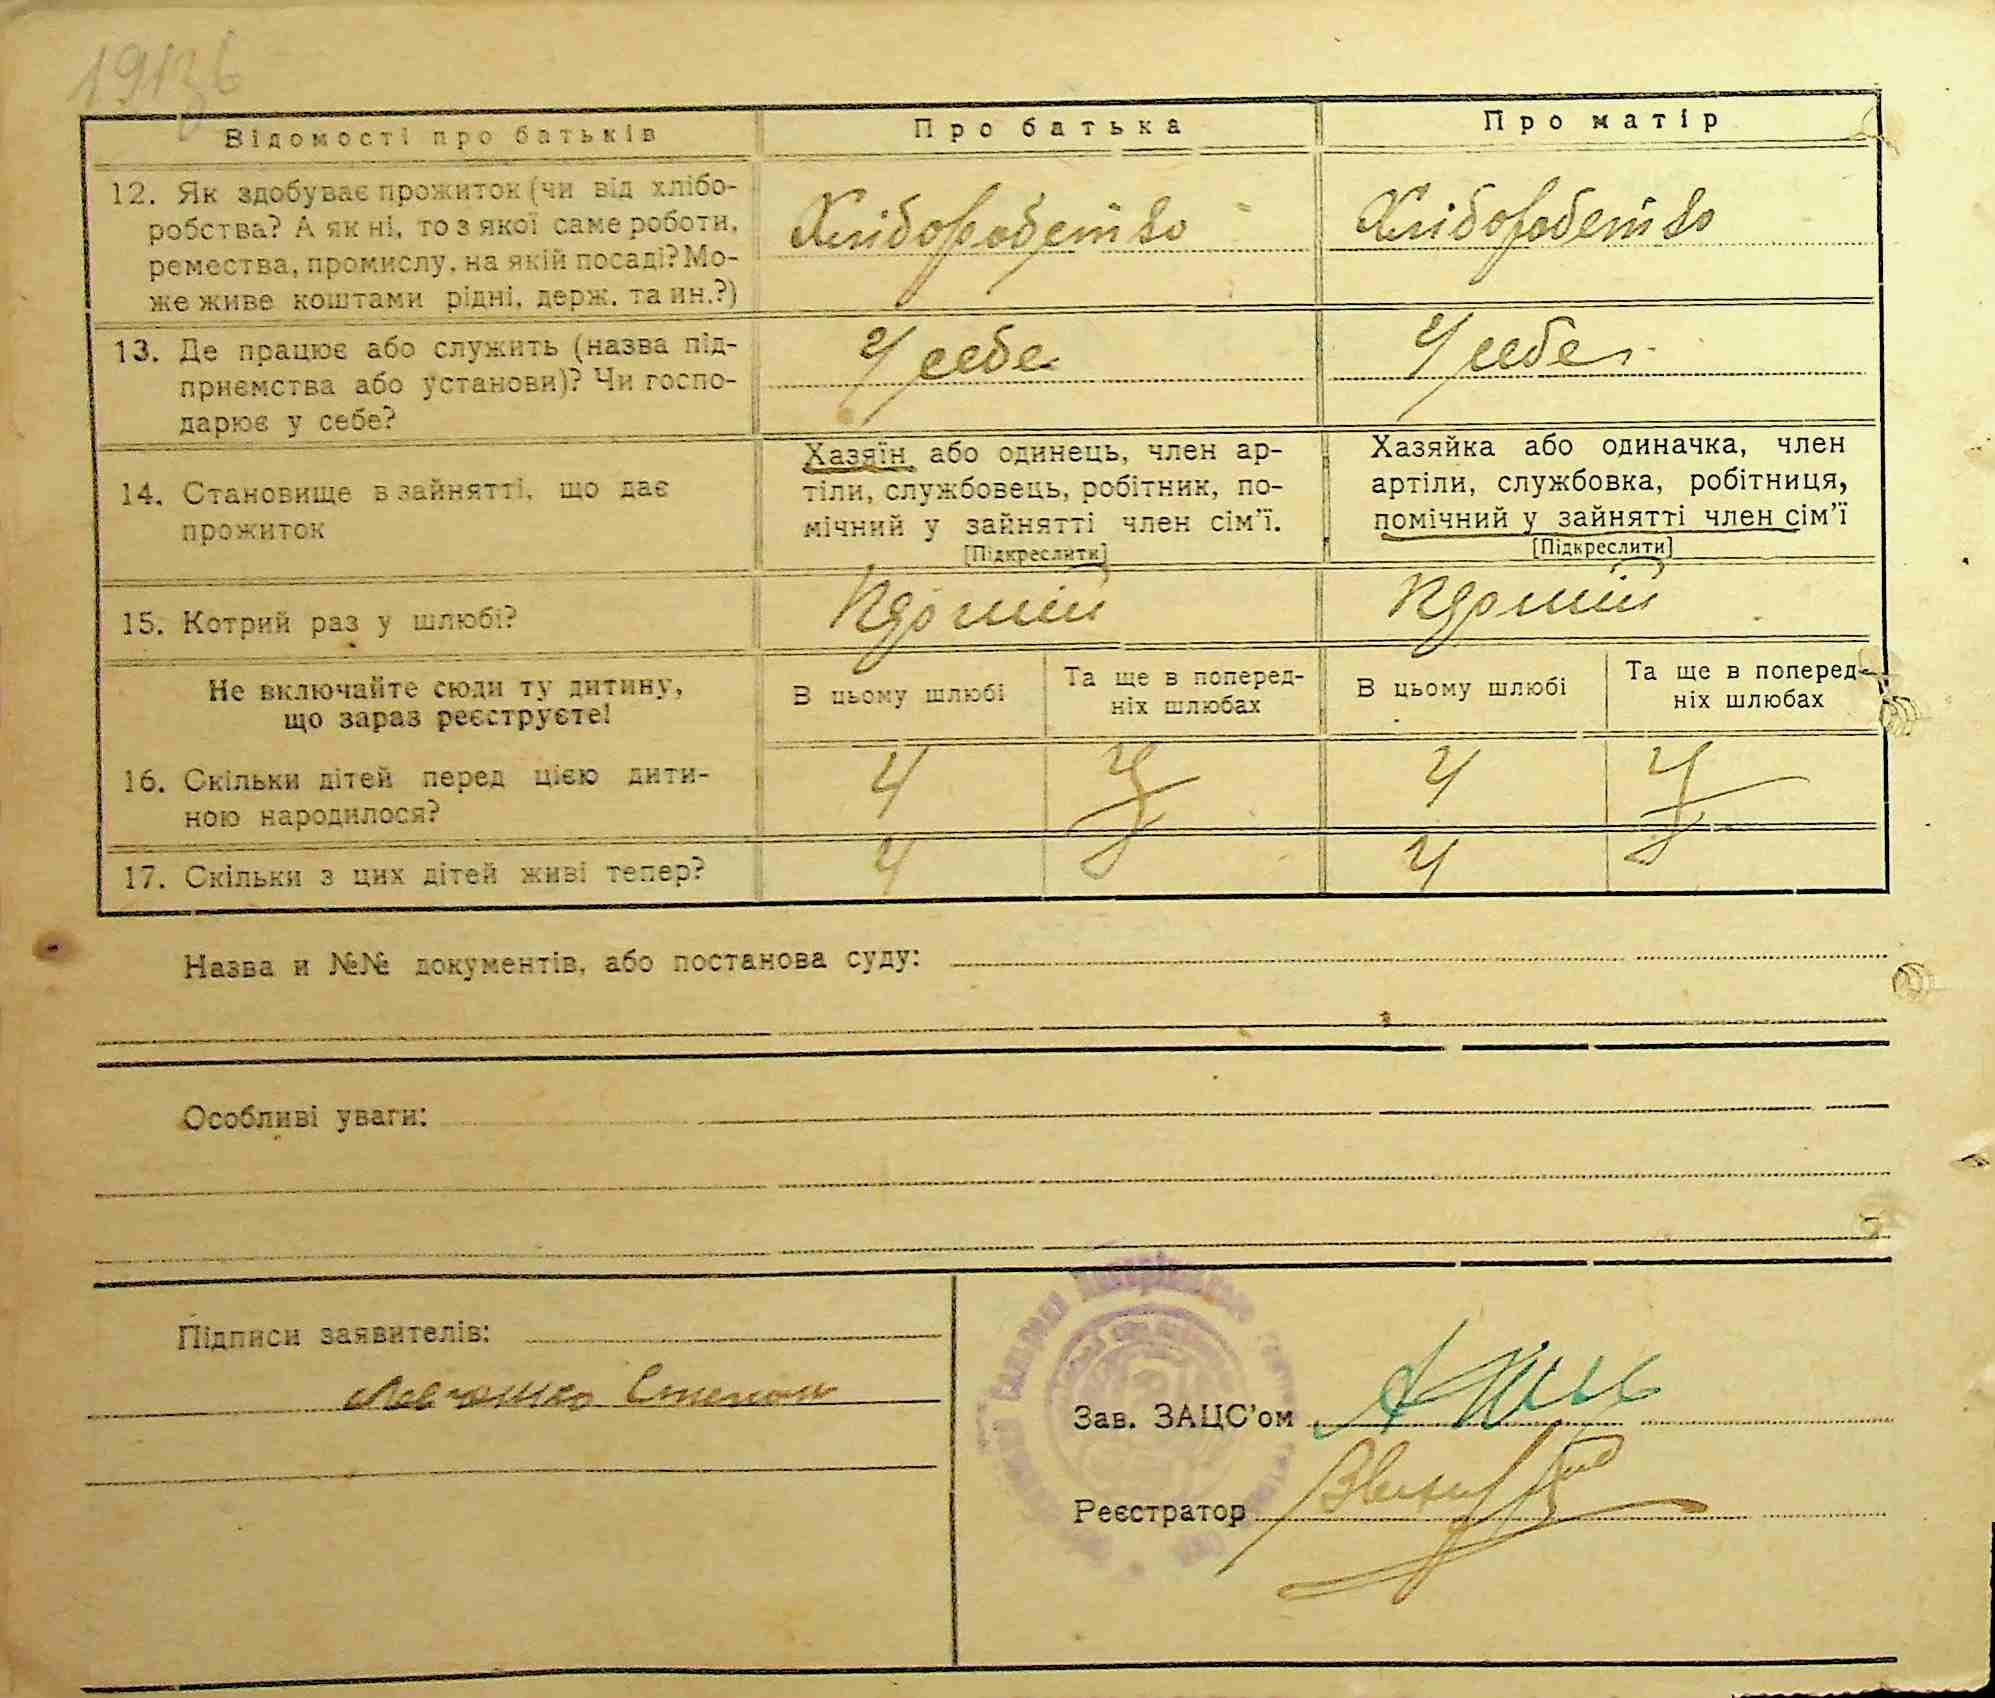 Відомості про батьків
Про батька
Про матір
12. Як здобуває прожиток (чи від хлібо-
робства? А як ні, то з якої саме роботи,
ремества, промислу, на якій посаді? Мо-
же живе коштами рідні, держ. та ин.?)
Хліборобство
Хліборобство
13. Де працює або служить (назва під-
приємства або установи)? Чи госпо-
дарює у себе?
У себе
У себе
14. Становище в зайнятті, що дає
прожиток
Хазяїн або одинець, член ар-
тіли, службовець, робітник, по-
мічний у зайнятті член сім'ї.
[Підкреслити]
Хазяйка або одиначка, член
артіли, службовка, робітниця,
помічний у зайнятті член сім'ї
[Підкреслити]
15. Котрий раз у шлюбі?
Не включайте сюди ту дитину,
що зараз реєструєте!
В цьому шлюбі
Та ще в поперед-
ніх шлюбах
В цьому шлюбі
Та ще в поперед-
ніх шлюбах
16. Скільки дітей перед цією дити-
ною народилося?
4
4
17. Скільки з цих дітей живі тепер?
4
4
Назва и №№ документів, або постанова суду:
Особливі уваги:
Підписи заявителів:
Степан
Зав. ЗАЦС'ом
Реєстратор